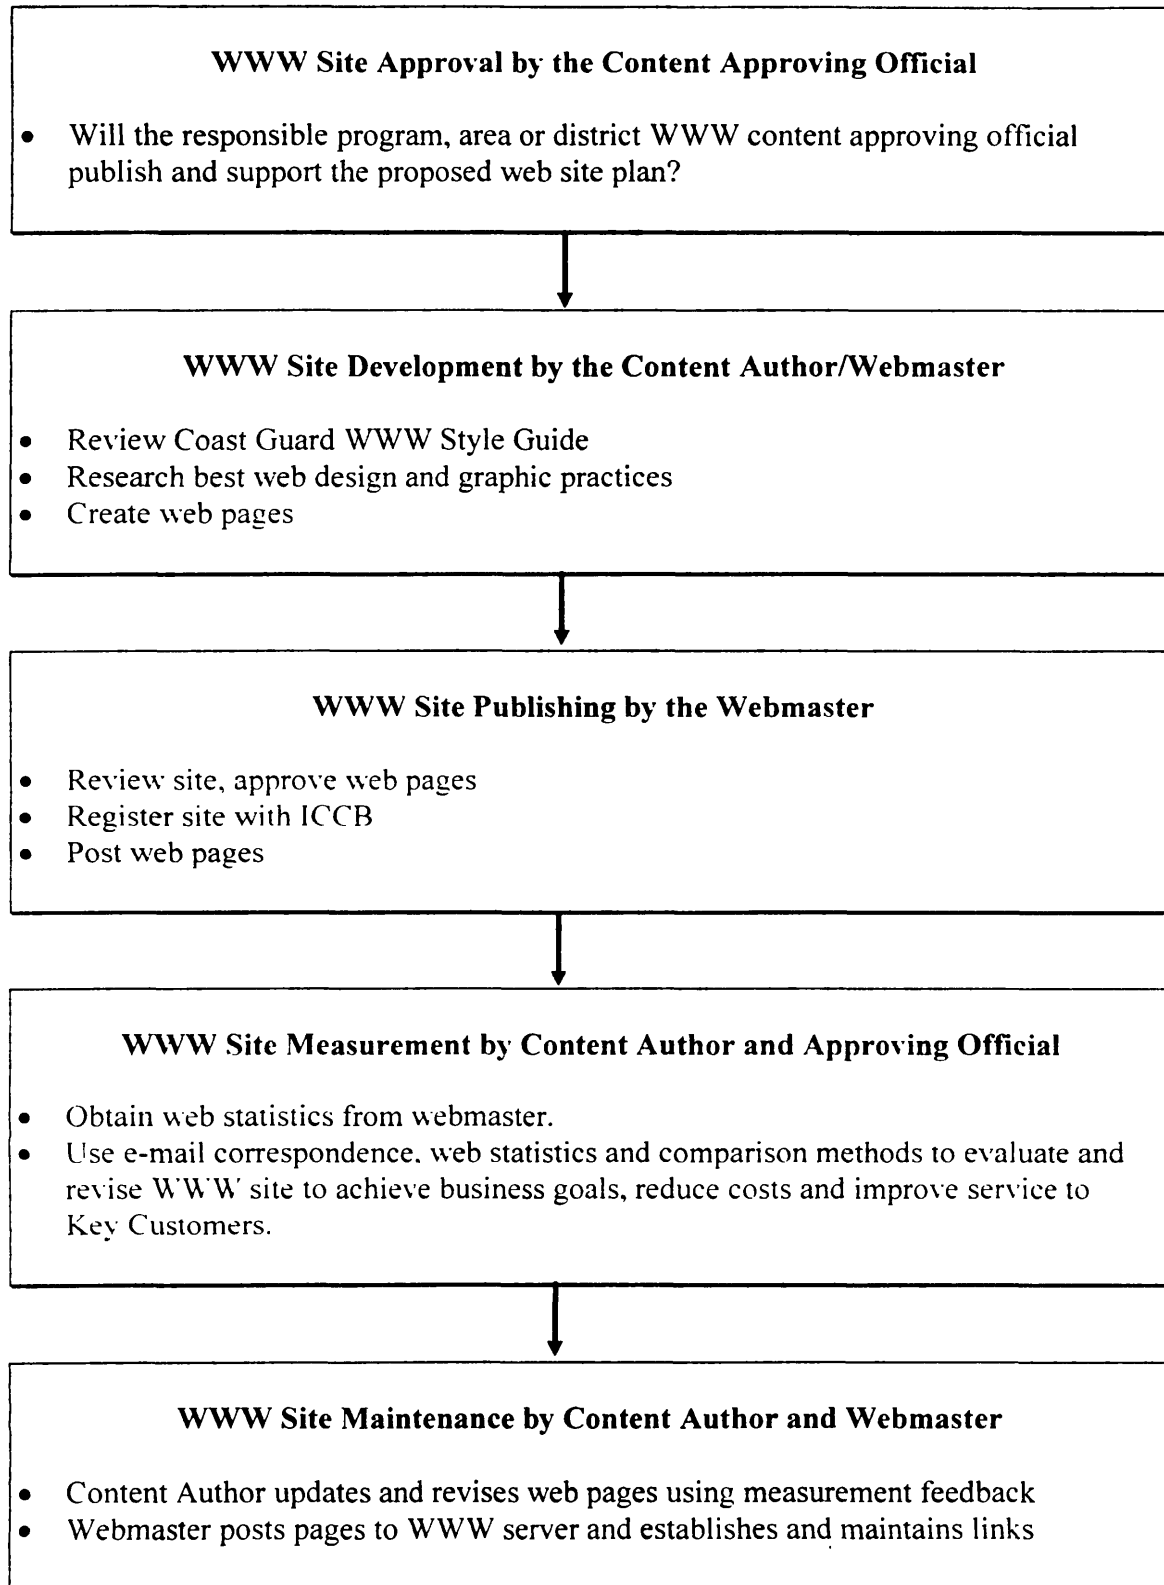 WWW Site Approval by the Content Approving Official
• Will the responsible program, area or district WWW content approving official
publish and support the proposed web site plan?
WWW Site Development by the Content Author/Webmaster
• Review Coast Guard WWW Style Guide
• Research best web design and graphic practices
• Create web pages
WWW Site Publishing by the Webmaster
• Review site, approve web pages
• Register site with ICCB
• Post web pages
WWW Site Measurement by Content Author and Approving Official
• Obtain web statistics from webmaster.
• Use e-mail correspondence, web statistics and comparison methods to evaluate and
revise WWW site to achieve business goals, reduce costs and improve service to
Key Customers.
WWW Site Maintenance by Content Author and Webmaster
• Content Author updates and revises web pages using measurement feedback
• Webmaster posts pages to WWW server and establishes and maintains links